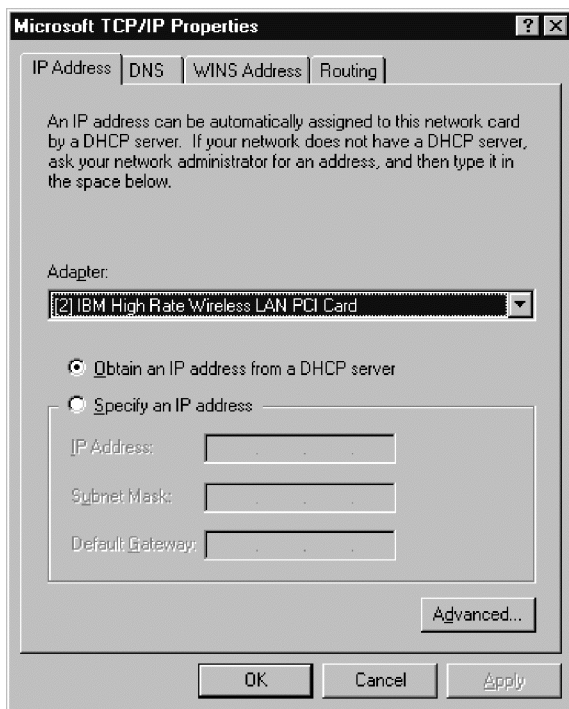 Microsoft TCP/IP Properties
IP Address DNS WINS Address Routing
An IP address can be automatically assigned to this network card
by a DHCP server. If your network does not have a DHCP server,
ask your network administrator for an address, and then type it in
the space below.
Adapter:
[2] IBM High Rate Wireless LAN PCI Card
Obtain an IP address from a DHCP server
Specify an IP address
IP Address:
Subnet Mask:
Default Gateway:
Advanced...
OK Cancel Apply